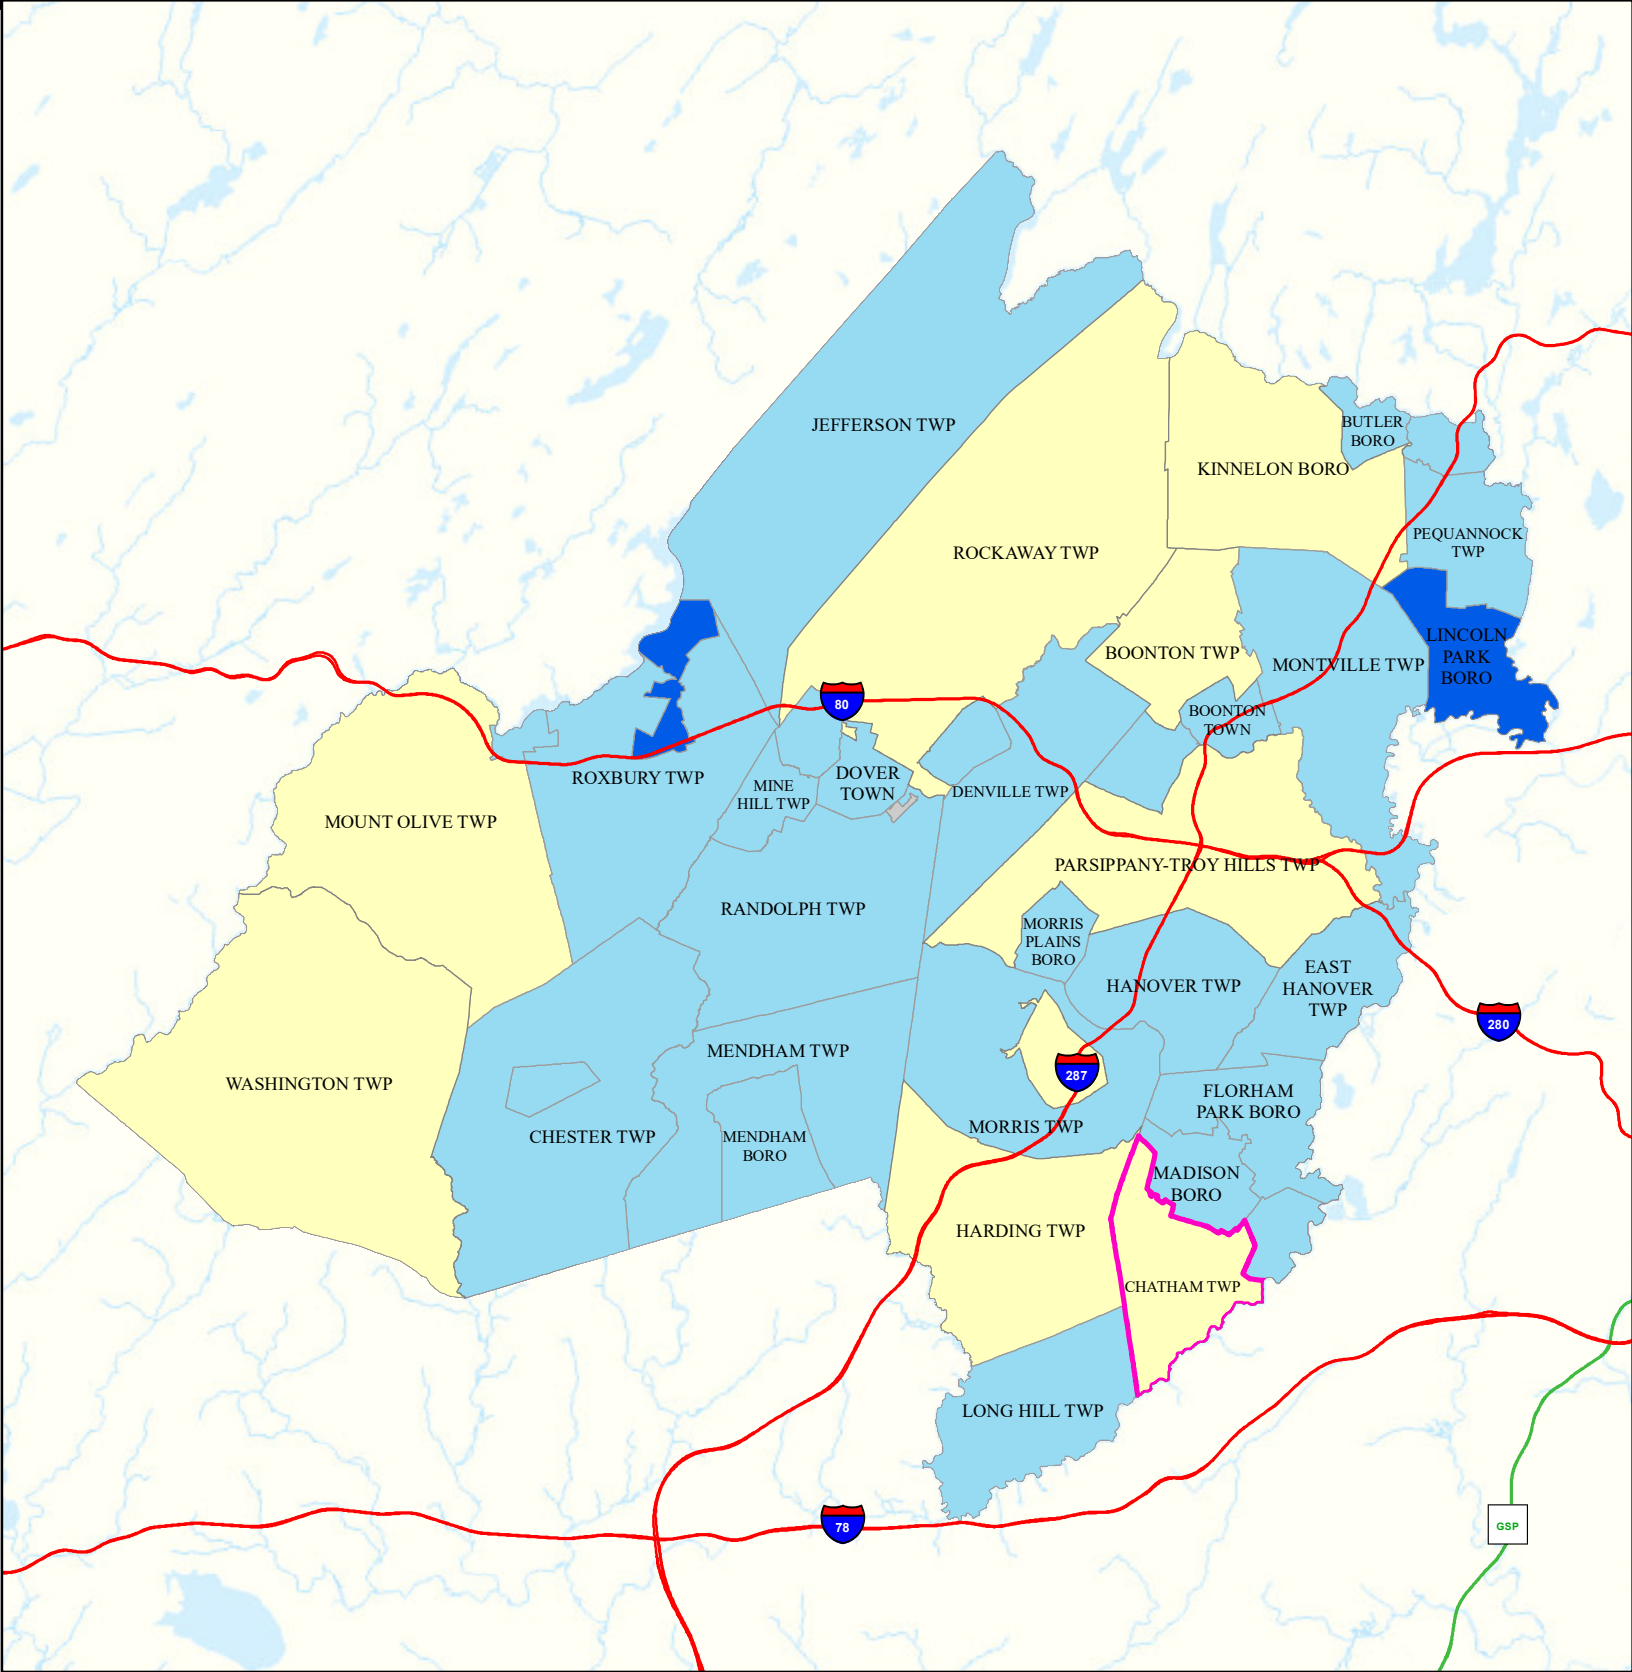 JEFFERSON TWP
BUTLER
BORO
KINNELON BORO
PEQUANNOCK
TWP
ROCKAWAY TWP
LINCOLN
PARK
BORO
BOONTON TWP
MONTVILLE TWP
80
BOONTON
TOWN
ROXBURY TWP
MINE
HILL TWP
DOVER
TOWN
DENVILLE TWP
MOUNT OLIVE TWP
PARSIPPANY-TROY HILLS TWP
RANDOLPH TWP
MORRIS
PLAINS
BORO
HANOVER TWP
EAST
HANOVER
TWP
280
MENDHAM TWP
287
WASHINGTON TWP
FLORHAM
PARK BORO
CHESTER TWP
MENDHAM
BORO
MORRIS TWP
MADISON
BORO
HARDING TWP
CHATHAM TWP
LONG HILL TWP
78
GSP